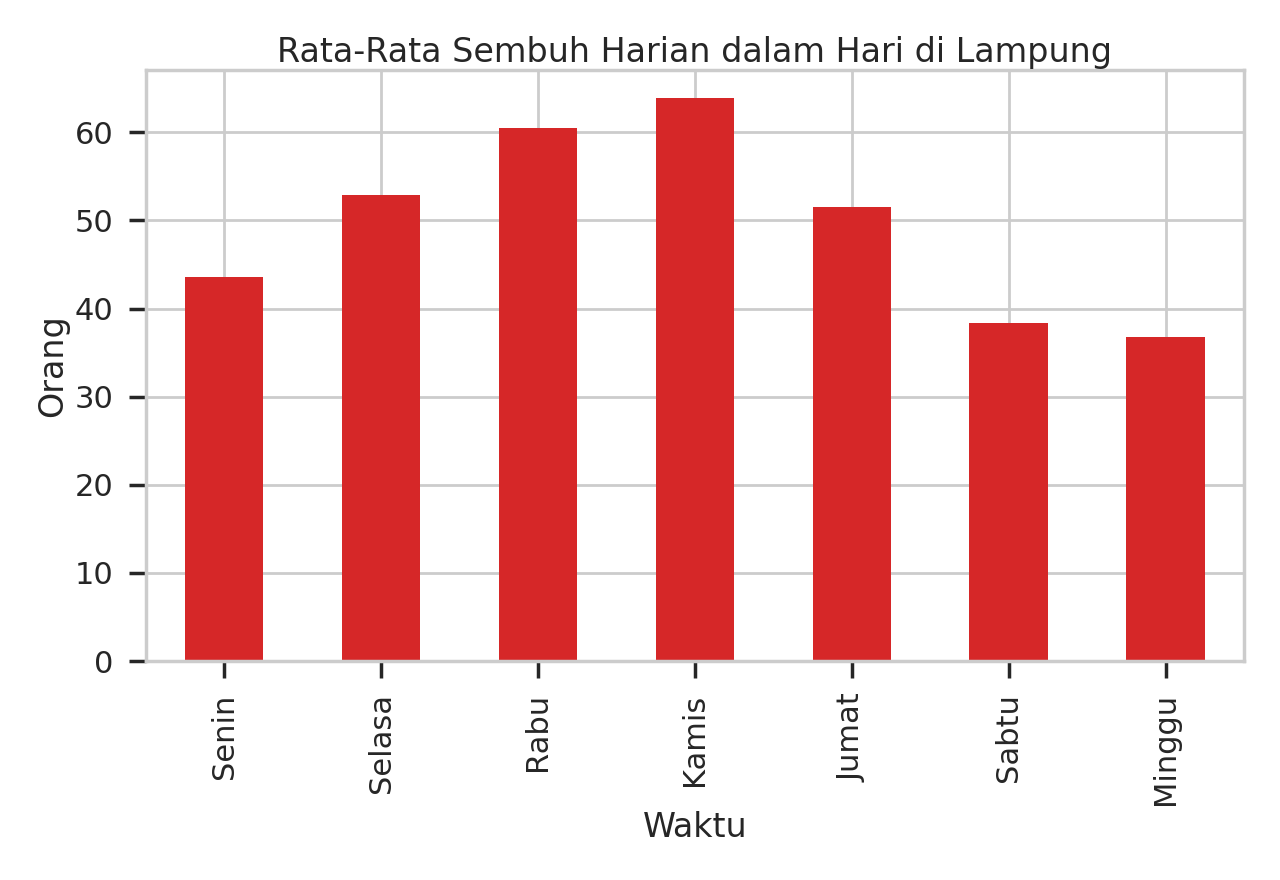 Rata-Rata Sembuh Harian dalam Hari di Lampung
Orang
60
50
40
30
20
10
0
Senin
Selasa
Rabu
Kamis
Jumat
Sabtu
Minggu
Waktu